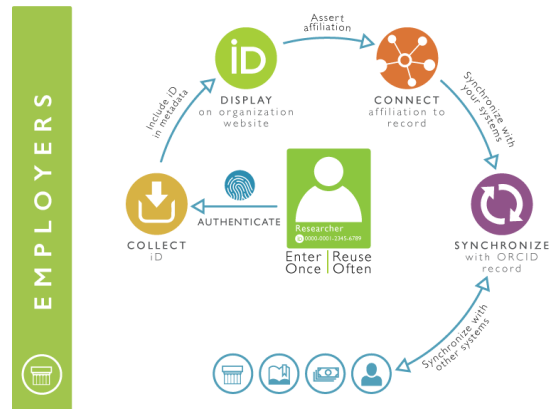 EMPLOYERS
Assert
affiliation
iD
DISPLAY
on organization
website
CONNECT
affiliation to
record
Include iD
in metadata
Synchronize with
your systems
AUTHENTICATE
COLLECT
iD
Researcher
iD 0000-0001-2345-6789
Enter | Reuse
Once | Often
SYNCHRONIZE
with ORCID
record
Synchronize with
other systems